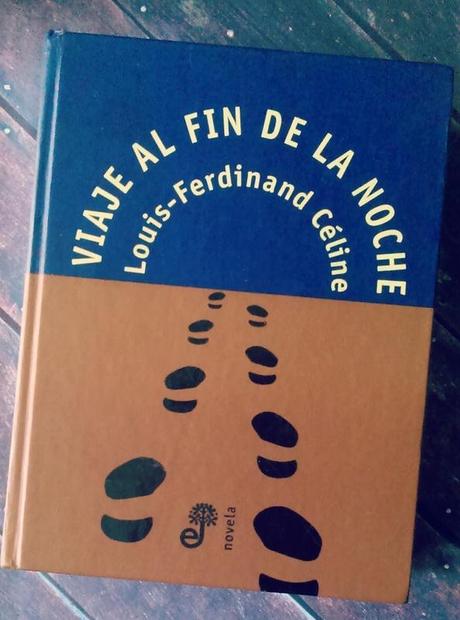 VIAJE AL FIN DE LA NOCHE
Louis-Ferdinand Céline
novela